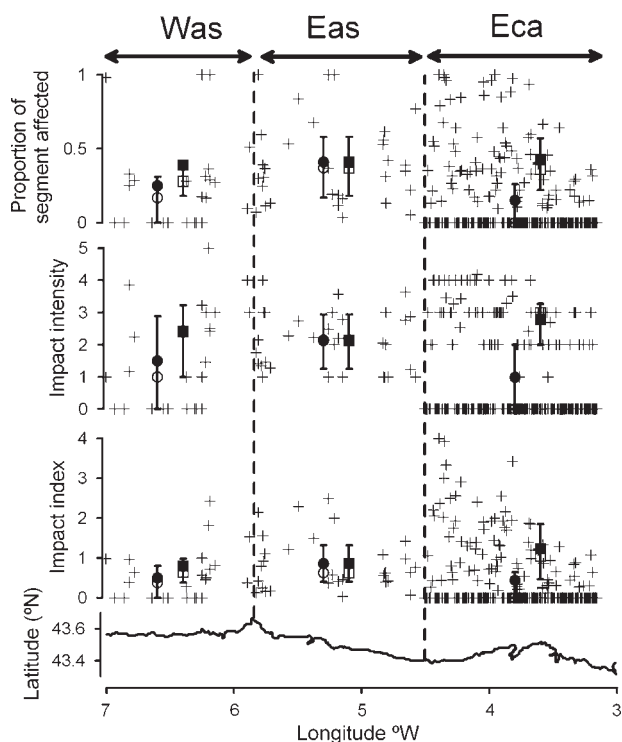 Was Eas Eca
Proportion of
segment affected
1
0.5
0
Impact intensity
5
4
3
2
1
0
Impact index
4
3
2
1
0
Latitude (ºN)
43.6
43.4
7 6 5 4 3
Longitude ºW